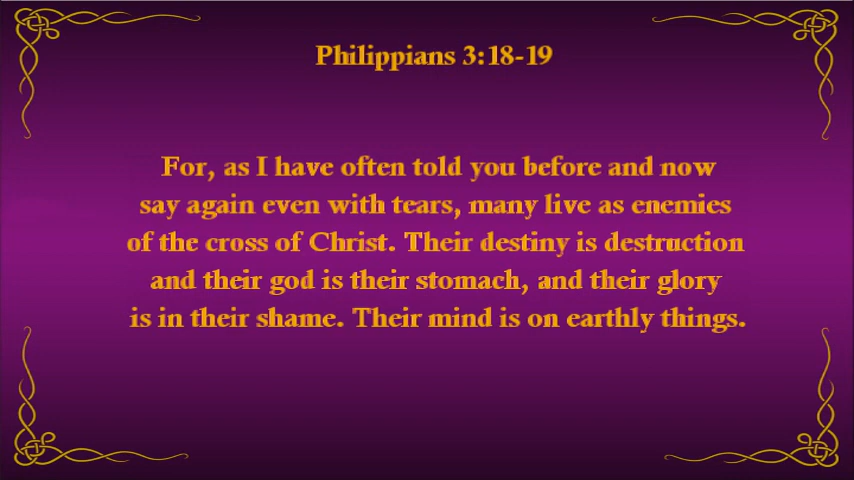 Philippians 3:18-19
For, as I have often told you before and now
say again even with tears, many live as enemies
of the cross of Christ. Their destiny is destruction
and their god is their stomach, and their glory
is in their shame. Their mind is on earthly things.